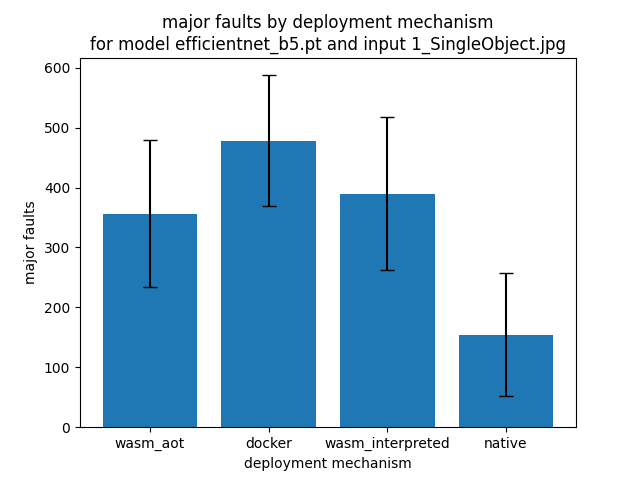 major faults by deployment mechanism
for model efficientnet_b5.pt and input 1_SingleObject.jpg
600
500
400
300
200
100
0
major faults
wasm_aot docker wasm_interpreted native
deployment mechanism